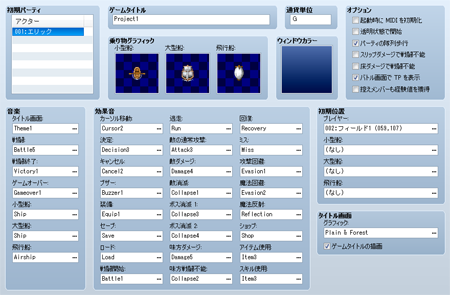 初期パーティ
アクター
001:エリック
ゲームタイトル
Project1
通貨単位
G
乗り物グラフィック
小型船:
大型船:
飛行船:
ウィンドウカラー
オプション
起動時に MIDI を初期化
透明状態で開始
パーティの隊列歩行
スリップダメージで戦闘不能
床ダメージで戦闘不能
バトル画面で TP を表示
控えメンバーも経験値を獲得
音楽
タイトル画面:
Theme1
戦闘:
Battle5
戦闘終了:
Victory1
ゲームオーバー:
Gameover1
小型船:
Ship
大型船:
Ship
飛行船:
Airship
効果音
カーソル移動:
Cursor2
決定:
Decision3
キャンセル:
Cancel2
ブザー:
Buzzer1
装備:
Equip1
セーブ:
Save
ロード:
Load
戦闘開始:
Battle1
逃走:
Run
敵の通常攻撃:
Attack3
敵ダメージ:
Damage4
敵消滅:
Collapse1
ボス消滅 1:
Collapse3
ボス消滅 2:
Collapse4
味方ダメージ:
Damage5
味方戦闘不能:
Collapse2
回復:
Recovery
ミス:
Miss
攻撃回避:
Evasion1
魔法回避:
Evasion2
魔法反射:
Reflection
ショップ:
Shop
アイテム使用:
Item3
スキル使用:
Item3
初期位置
プレイヤー:
002:フィールド1 (059,107)
小型船:
(なし)
大型船:
(なし)
飛行船:
(なし)
タイトル画面
グラフィック:
Plain & Forest
ゲームタイトルの描画